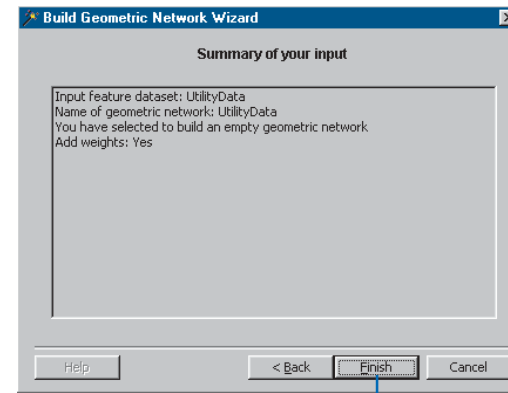 Build Geometric Network Wizard
Summary of your input
Input feature dataset: UtilityData
Name of geometric network: UtilityData
You have selected to build an empty geometric network
Add weights: Yes
Help
< Back
Finish
Cancel